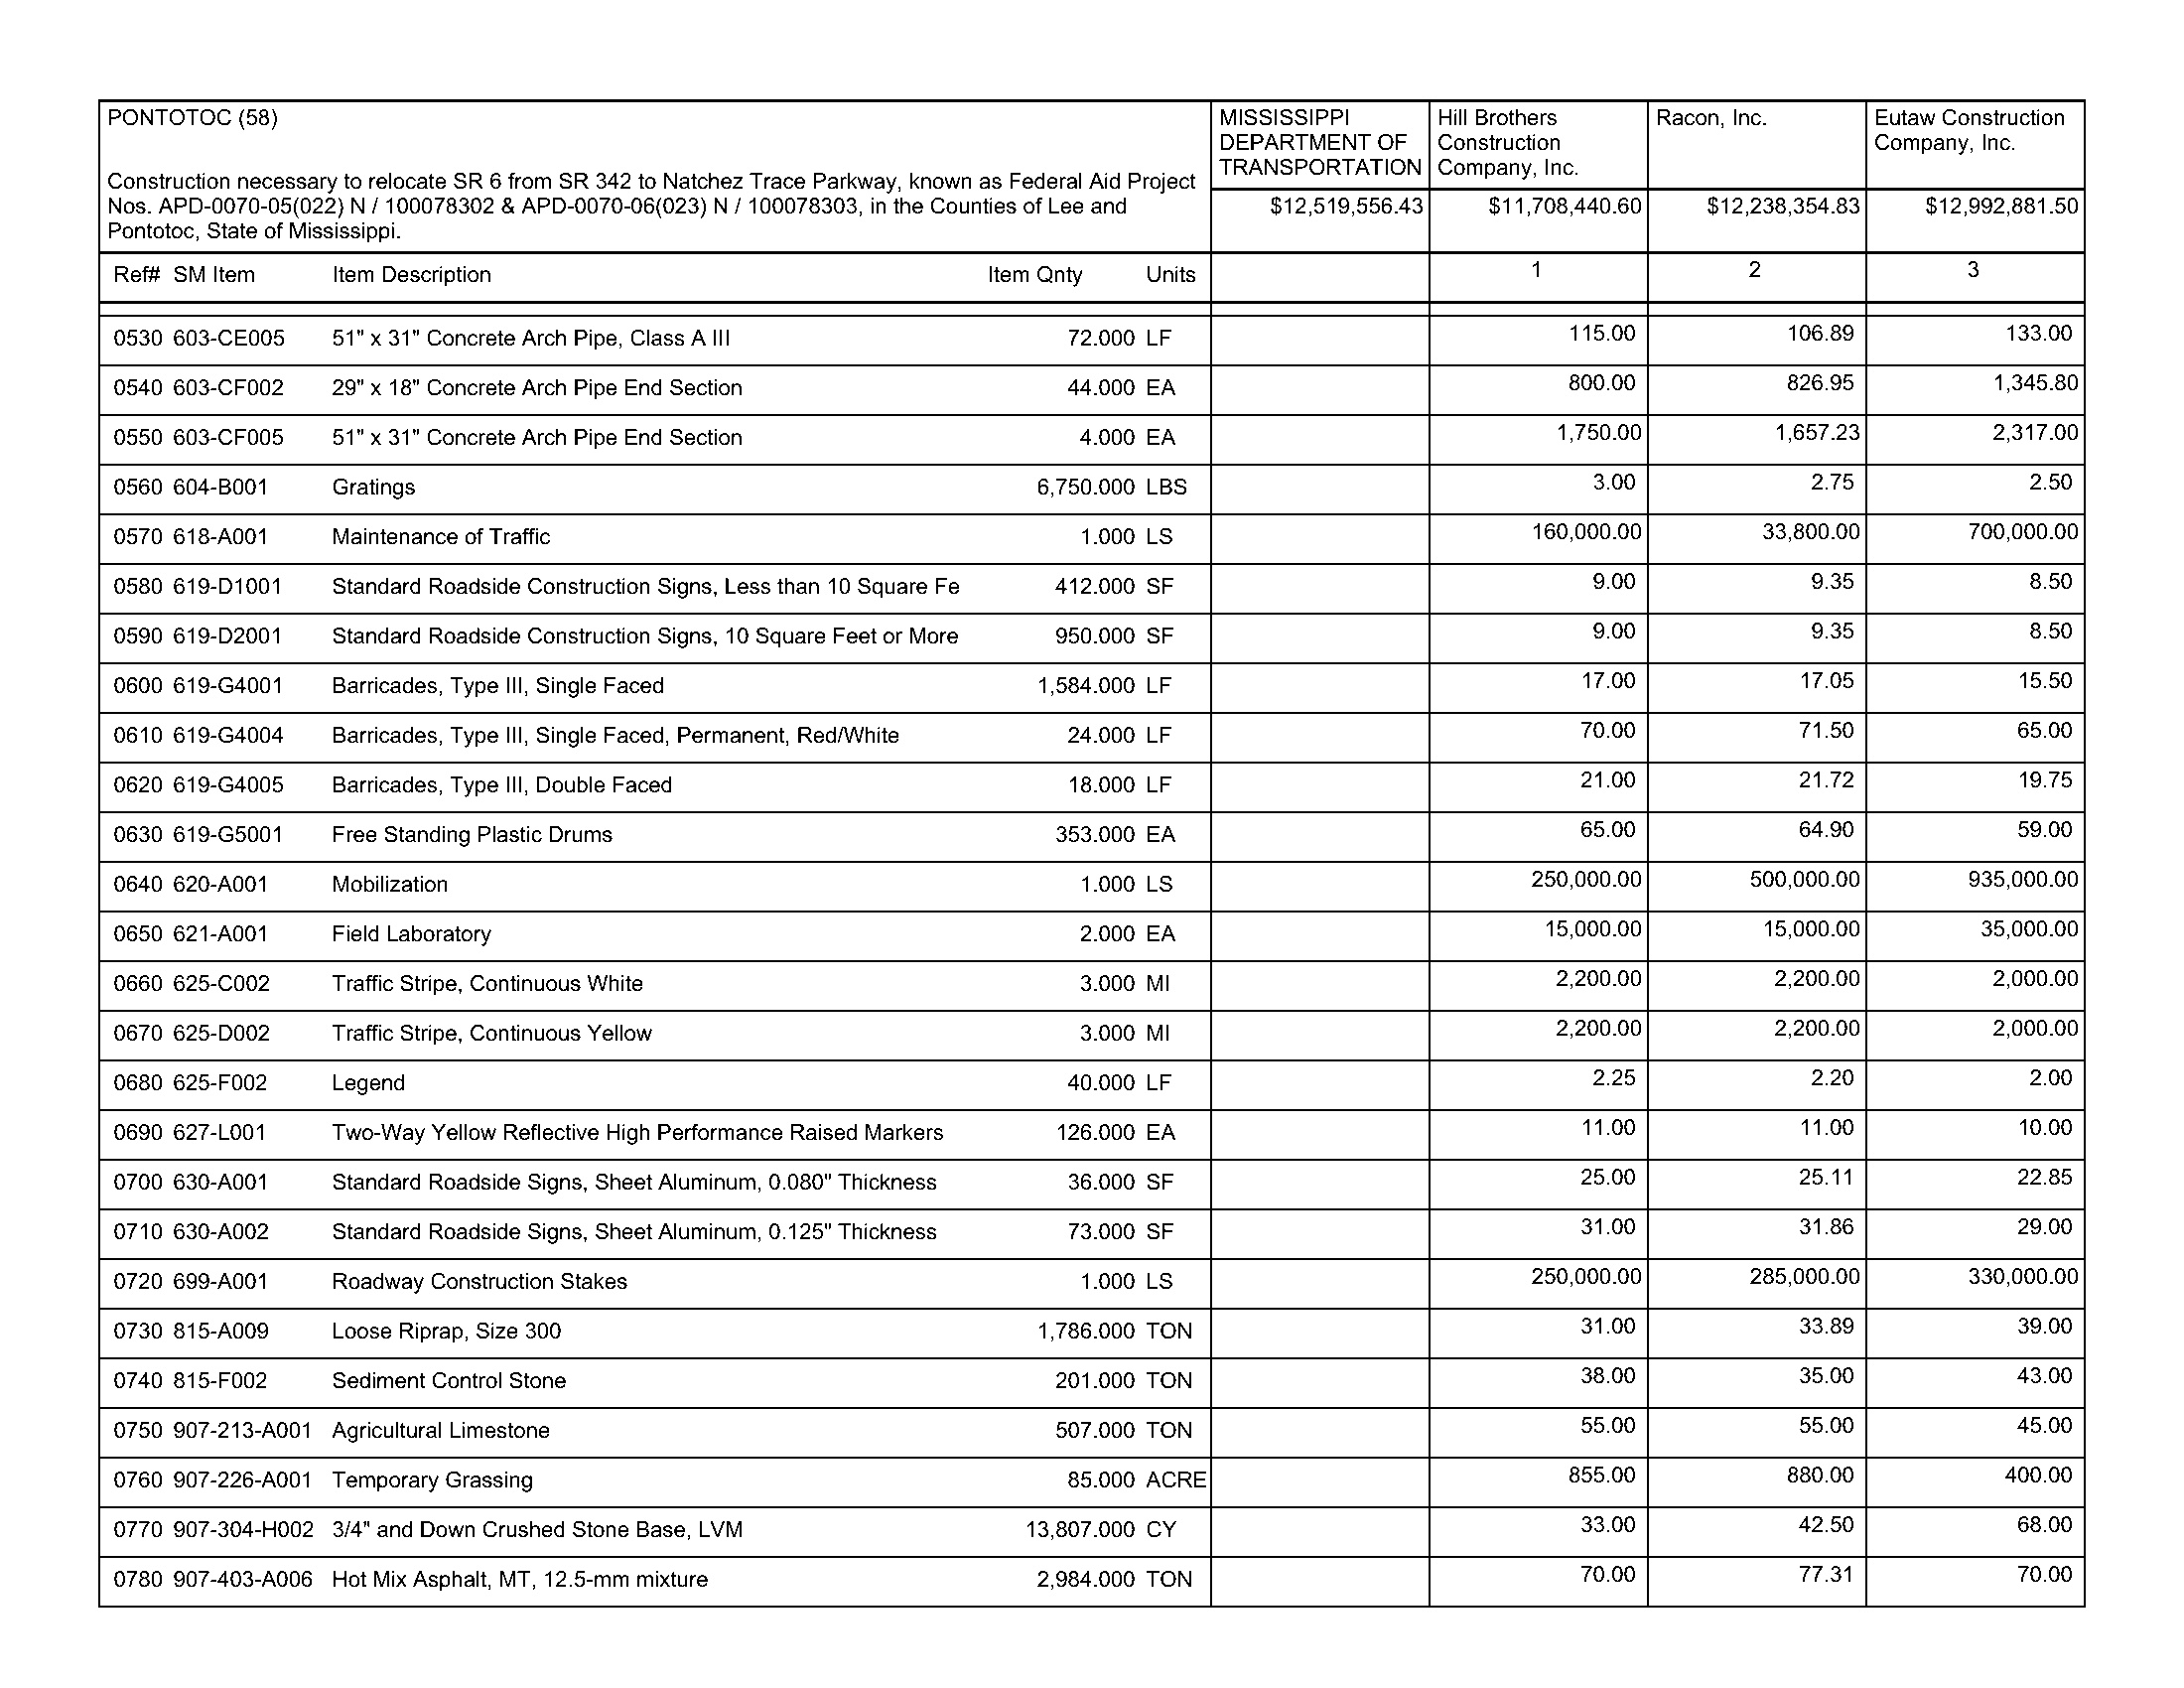 PONTOTOC (58)
Construction necessary to relocate SR 6 from SR 342 to Natchez Trace Parkway, known as Federal Aid Project
Nos. APD-0070-05(022) N / 100078302 & APD-0070-06(023) N / 100078303, in the Counties of Lee and
Pontotoc, State of Mississippi.
MISSISSIPPI
DEPARTMENT OF
TRANSPORTATION
Hill Brothers
Construction
Company, Inc.
Racon, Inc.
Eutaw Construction
Company, Inc.
$12,519,556.43 $11,708,440.60 $12,238,354.83 $12,992,881.50
Ref# SM Item Item Description Item Qnty Units 1 2 3
0530 603-CE005 51" x 31" Concrete Arch Pipe, Class A III 72.000 LF 115.00 106.89 133.00
0540 603-CF002 29" x 18" Concrete Arch Pipe End Section 44.000 EA 800.00 826.95 1,345.80
0550 603-CF005 51" x 31" Concrete Arch Pipe End Section 4.000 EA 1,750.00 1,657.23 2,317.00
0560 604-B001 Gratings 6,750.000 LBS 3.00 2.75 2.50
0570 618-A001 Maintenance of Traffic 1.000 LS 160,000.00 33,800.00 700,000.00
0580 619-D1001 Standard Roadside Construction Signs, Less than 10 Square Fe 412.000 SF 9.00 9.35 8.50
0590 619-D2001 Standard Roadside Construction Signs, 10 Square Feet or More 950.000 SF 9.00 9.35 8.50
0600 619-G4001 Barricades, Type III, Single Faced 1,584.000 LF 17.00 17.05 15.50
0610 619-G4004 Barricades, Type III, Single Faced, Permanent, Red/White 24.000 LF 70.00 71.50 65.00
0620 619-G4005 Barricades, Type III, Double Faced 18.000 LF 21.00 21.72 19.75
0630 619-G5001 Free Standing Plastic Drums 353.000 EA 65.00 64.90 59.00
0640 620-A001 Mobilization 1.000 LS 250,000.00 500,000.00 935,000.00
0650 621-A001 Field Laboratory 2.000 EA 15,000.00 15,000.00 35,000.00
0660 625-C002 Traffic Stripe, Continuous White 3.000 MI 2,200.00 2,200.00 2,000.00
0670 625-D002 Traffic Stripe, Continuous Yellow 3.000 MI 2,200.00 2,200.00 2,000.00
0680 625-F002 Legend 40.000 LF 2.25 2.20 2.00
0690 627-L001 Two-Way Yellow Reflective High Performance Raised Markers 126.000 EA 11.00 11.00 10.00
0700 630-A001 Standard Roadside Signs, Sheet Aluminum, 0.080" Thickness 36.000 SF 25.00 25.11 22.85
0710 630-A002 Standard Roadside Signs, Sheet Aluminum, 0.125" Thickness 73.000 SF 31.00 31.86 29.00
0720 699-A001 Roadway Construction Stakes 1.000 LS 250,000.00 285,000.00 330,000.00
0730 815-A009 Loose Riprap, Size 300 1,786.000 TON 31.00 33.89 39.00
0740 815-F002 Sediment Control Stone 201.000 TON 38.00 35.00 43.00
0750 907-213-A001 Agricultural Limestone 507.000 TON 55.00 55.00 45.00
0760 907-226-A001 Temporary Grassing 85.000 ACRE 855.00 880.00 400.00
0770 907-304-H002 3/4" and Down Crushed Stone Base, LVM 13,807.000 CY 33.00 42.50 68.00
0780 907-403-A006 Hot Mix Asphalt, MT, 12.5-mm mixture 2,984.000 TON 70.00 77.31 70.00